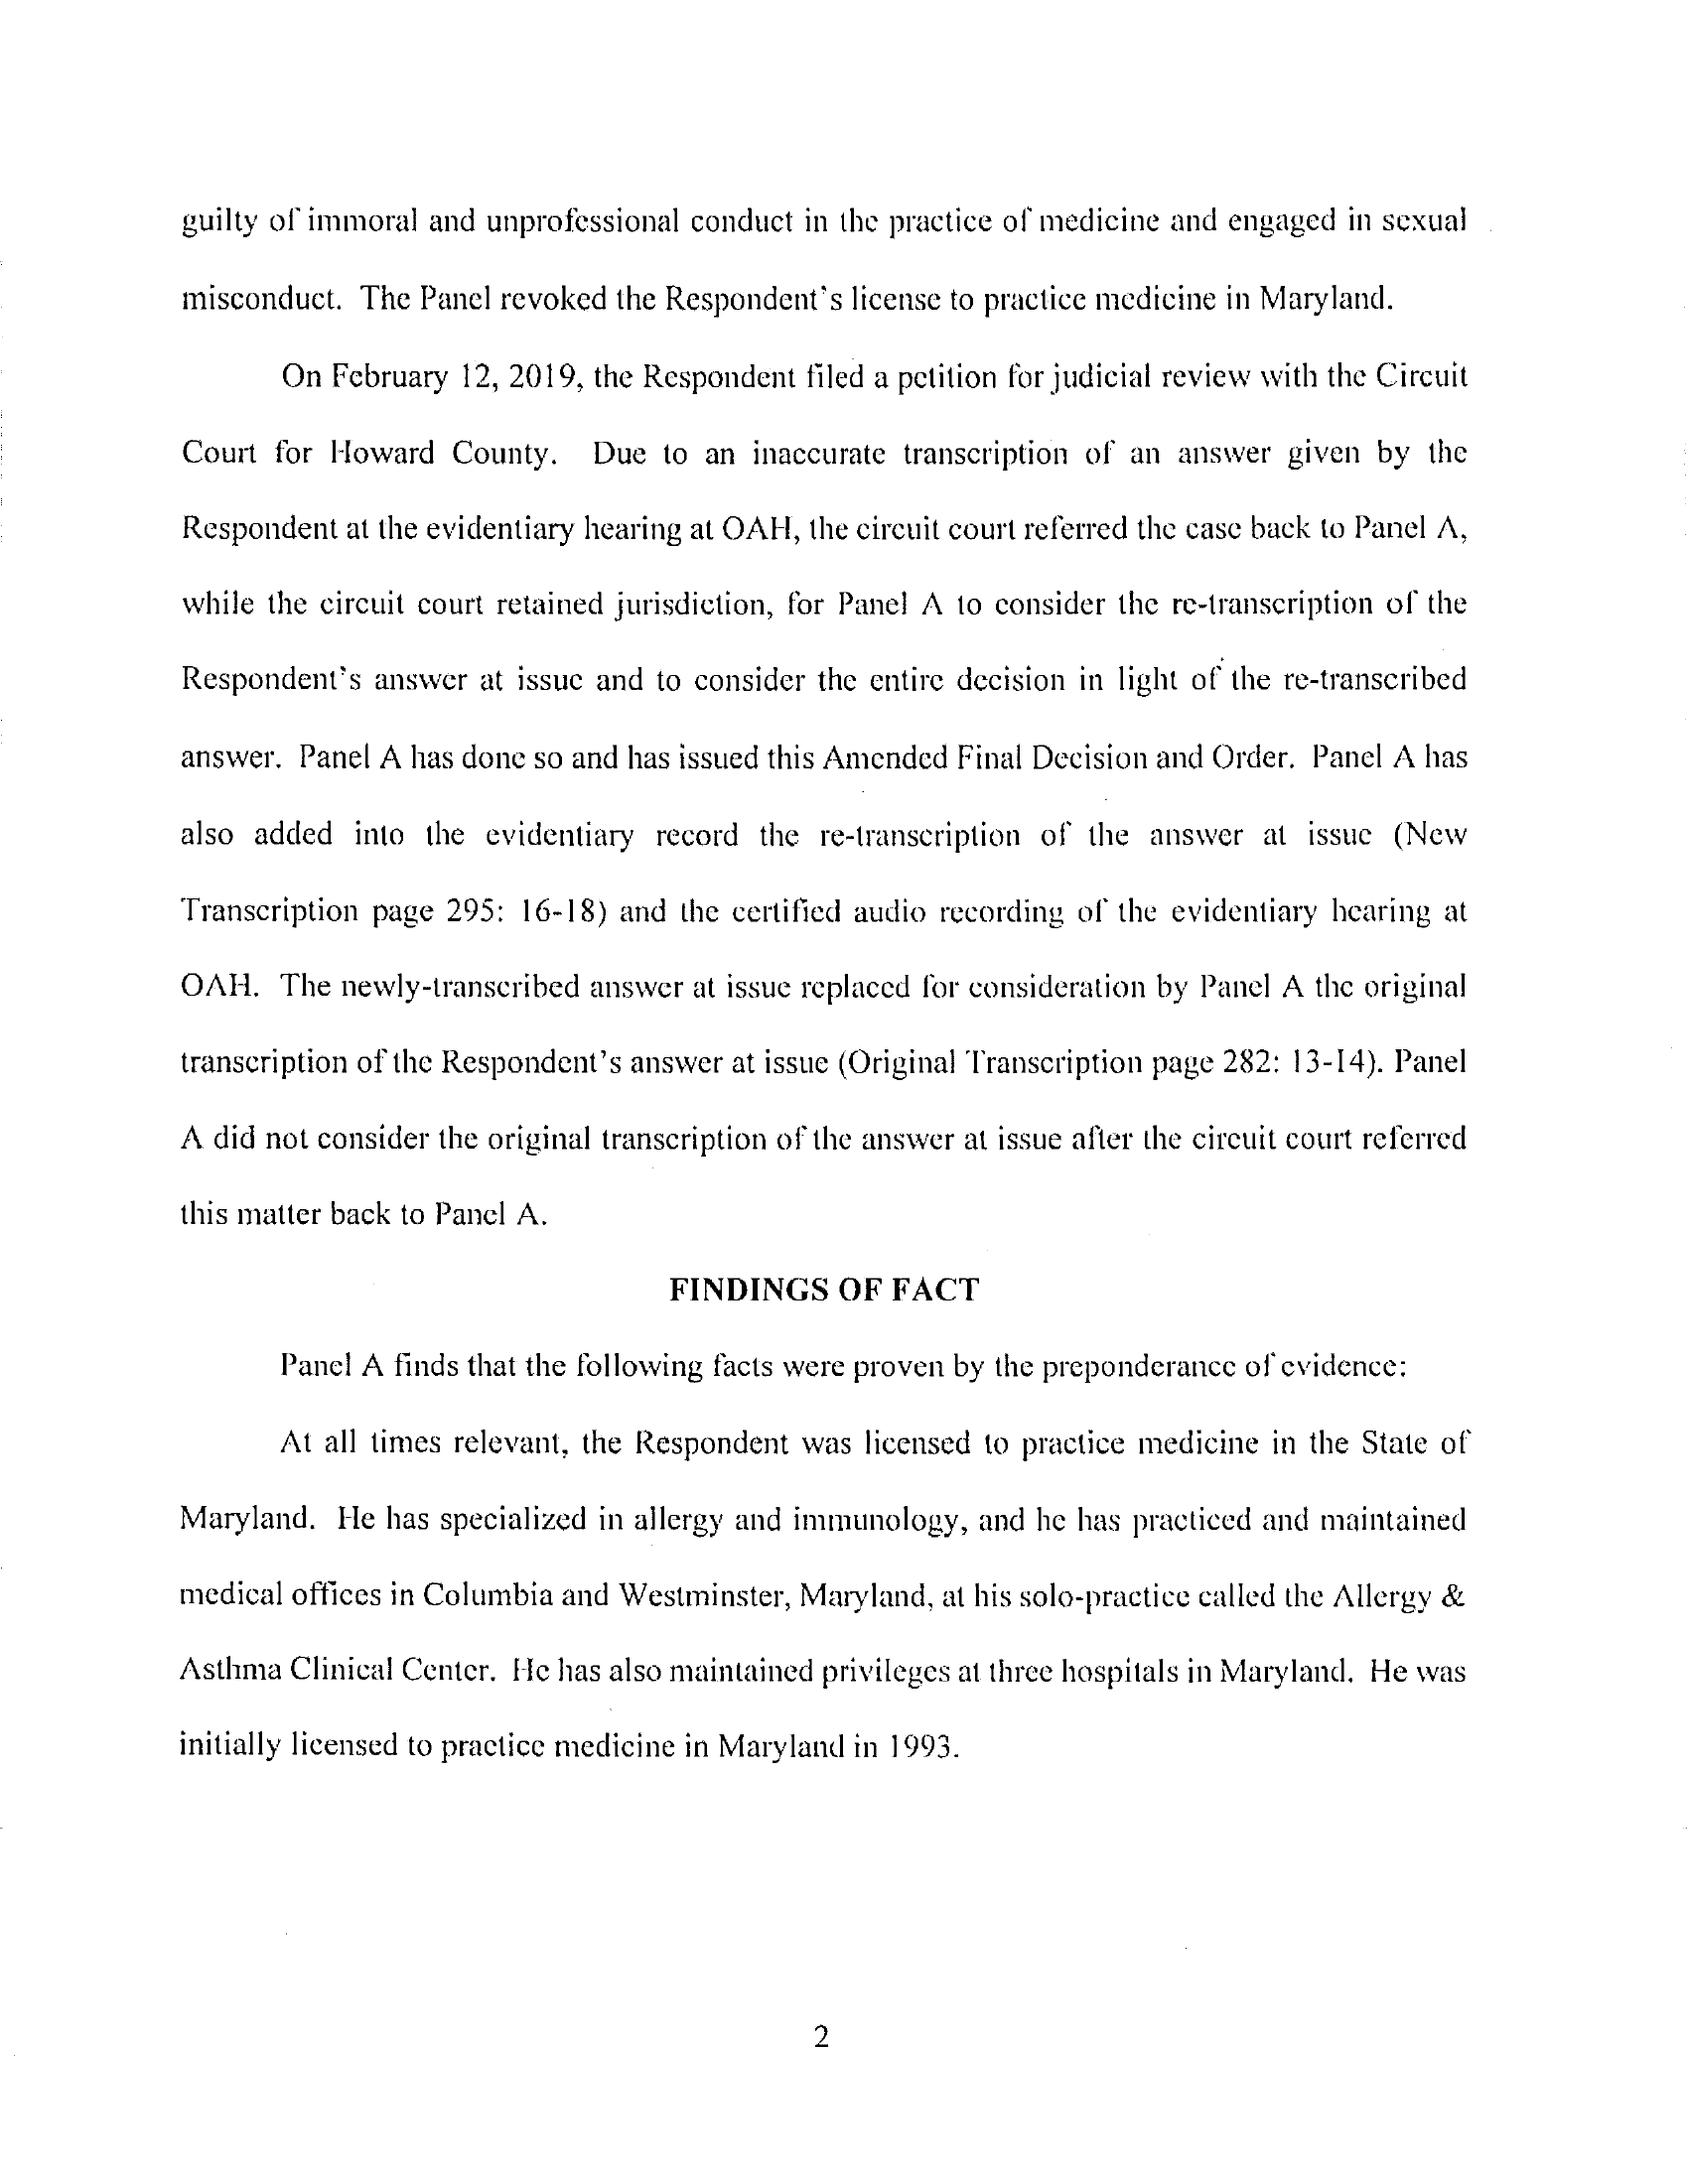 guilty of immoral and unprofessional conduct in the practice of medicine and engaged in sexual
misconduct. The Panel revoked the Respondent's license to practice medicine in Maryland.
On February 12, 2019, the Respondent filed a petition for judicial review with the Circuit
Court for Howard County. Due to an inaccurate transcription of an answer given by the
Respondent at the evidentiary hearing at OAH, the circuit court referred the case back to Panel A,
while the circuit court retained jurisdiction, for Panel A to consider the re-transcription of the
Respondent's answer at issue and to consider the entire decision in light of the re-transcribed
answer. Panel A has done so and has issued this Amended Final Decision and Order. Panel A has
also added into the evidentiary record the re-transcription of the answer at issue (New
Transcription page 295: 16-18) and the certified audio recording of the evidentiary hearing at
OAH. The newly-transcribed answer at issue replaced for consideration by Panel A the original
transcription of the Respondent's answer at issue (Original Transcription page 282: 13-14). Panel
A did not consider the original transcription of the answer at issue after the circuit court referred
this matter back to Panel A.
FINDINGS OF FACT
Panel A finds that the following facts were proven by the preponderance of evidence:
At all times relevant, the Respondent was licensed to practice medicine in the State of
Maryland. He has specialized in allergy and immunology, and he has practiced and maintained
medical offices in Columbia and Westminster, Maryland, at his solo-practice called the Allergy &
Asthma Clinical Center. He has also maintained privileges at three hospitals in Maryland. He was
initially licensed to practice medicine in Maryland in 1993.
2